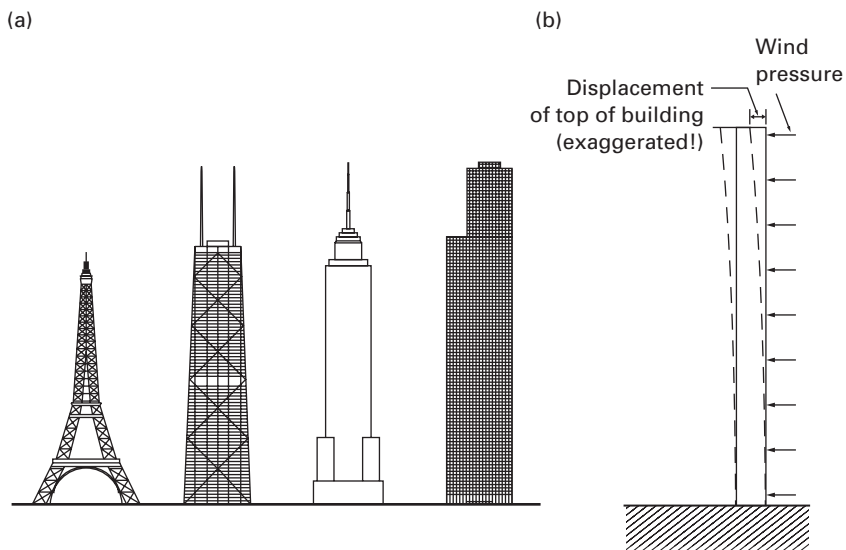 (a)
(b)
Wind
pressure
Displacement
of top of building
(exaggerated!)